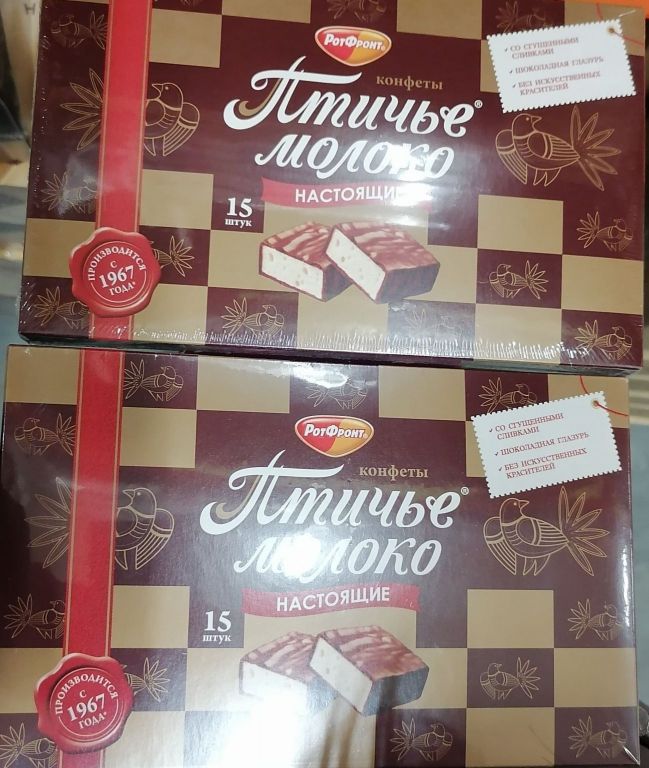 РотФронт®
конфеты
Птичье®
молоко
НАСТОЯЩИЕ
15
штук
✓ СО СГУЩЕННЫМИ
СЛИВКАМИ
✓ ШОКОЛАДНАЯ ГЛАЗУРЬ
✓ БЕЗ ИСКУССТВЕННЫХ
КРАСИТЕЛЕЙ
ПРОИЗВОДИТСЯ
С
1967
ГОДА*
РотФронт®
конфеты
Птичье®
молоко
НАСТОЯЩИЕ
15
штук
✓ СО СГУЩЕННЫМИ
СЛИВКАМИ
✓ ШОКОЛАДНАЯ ГЛАЗУРЬ
✓ БЕЗ ИСКУССТВЕННЫХ
КРАСИТЕЛЕЙ
ПРОИЗВОДИТСЯ
С
1967
ГОДА*